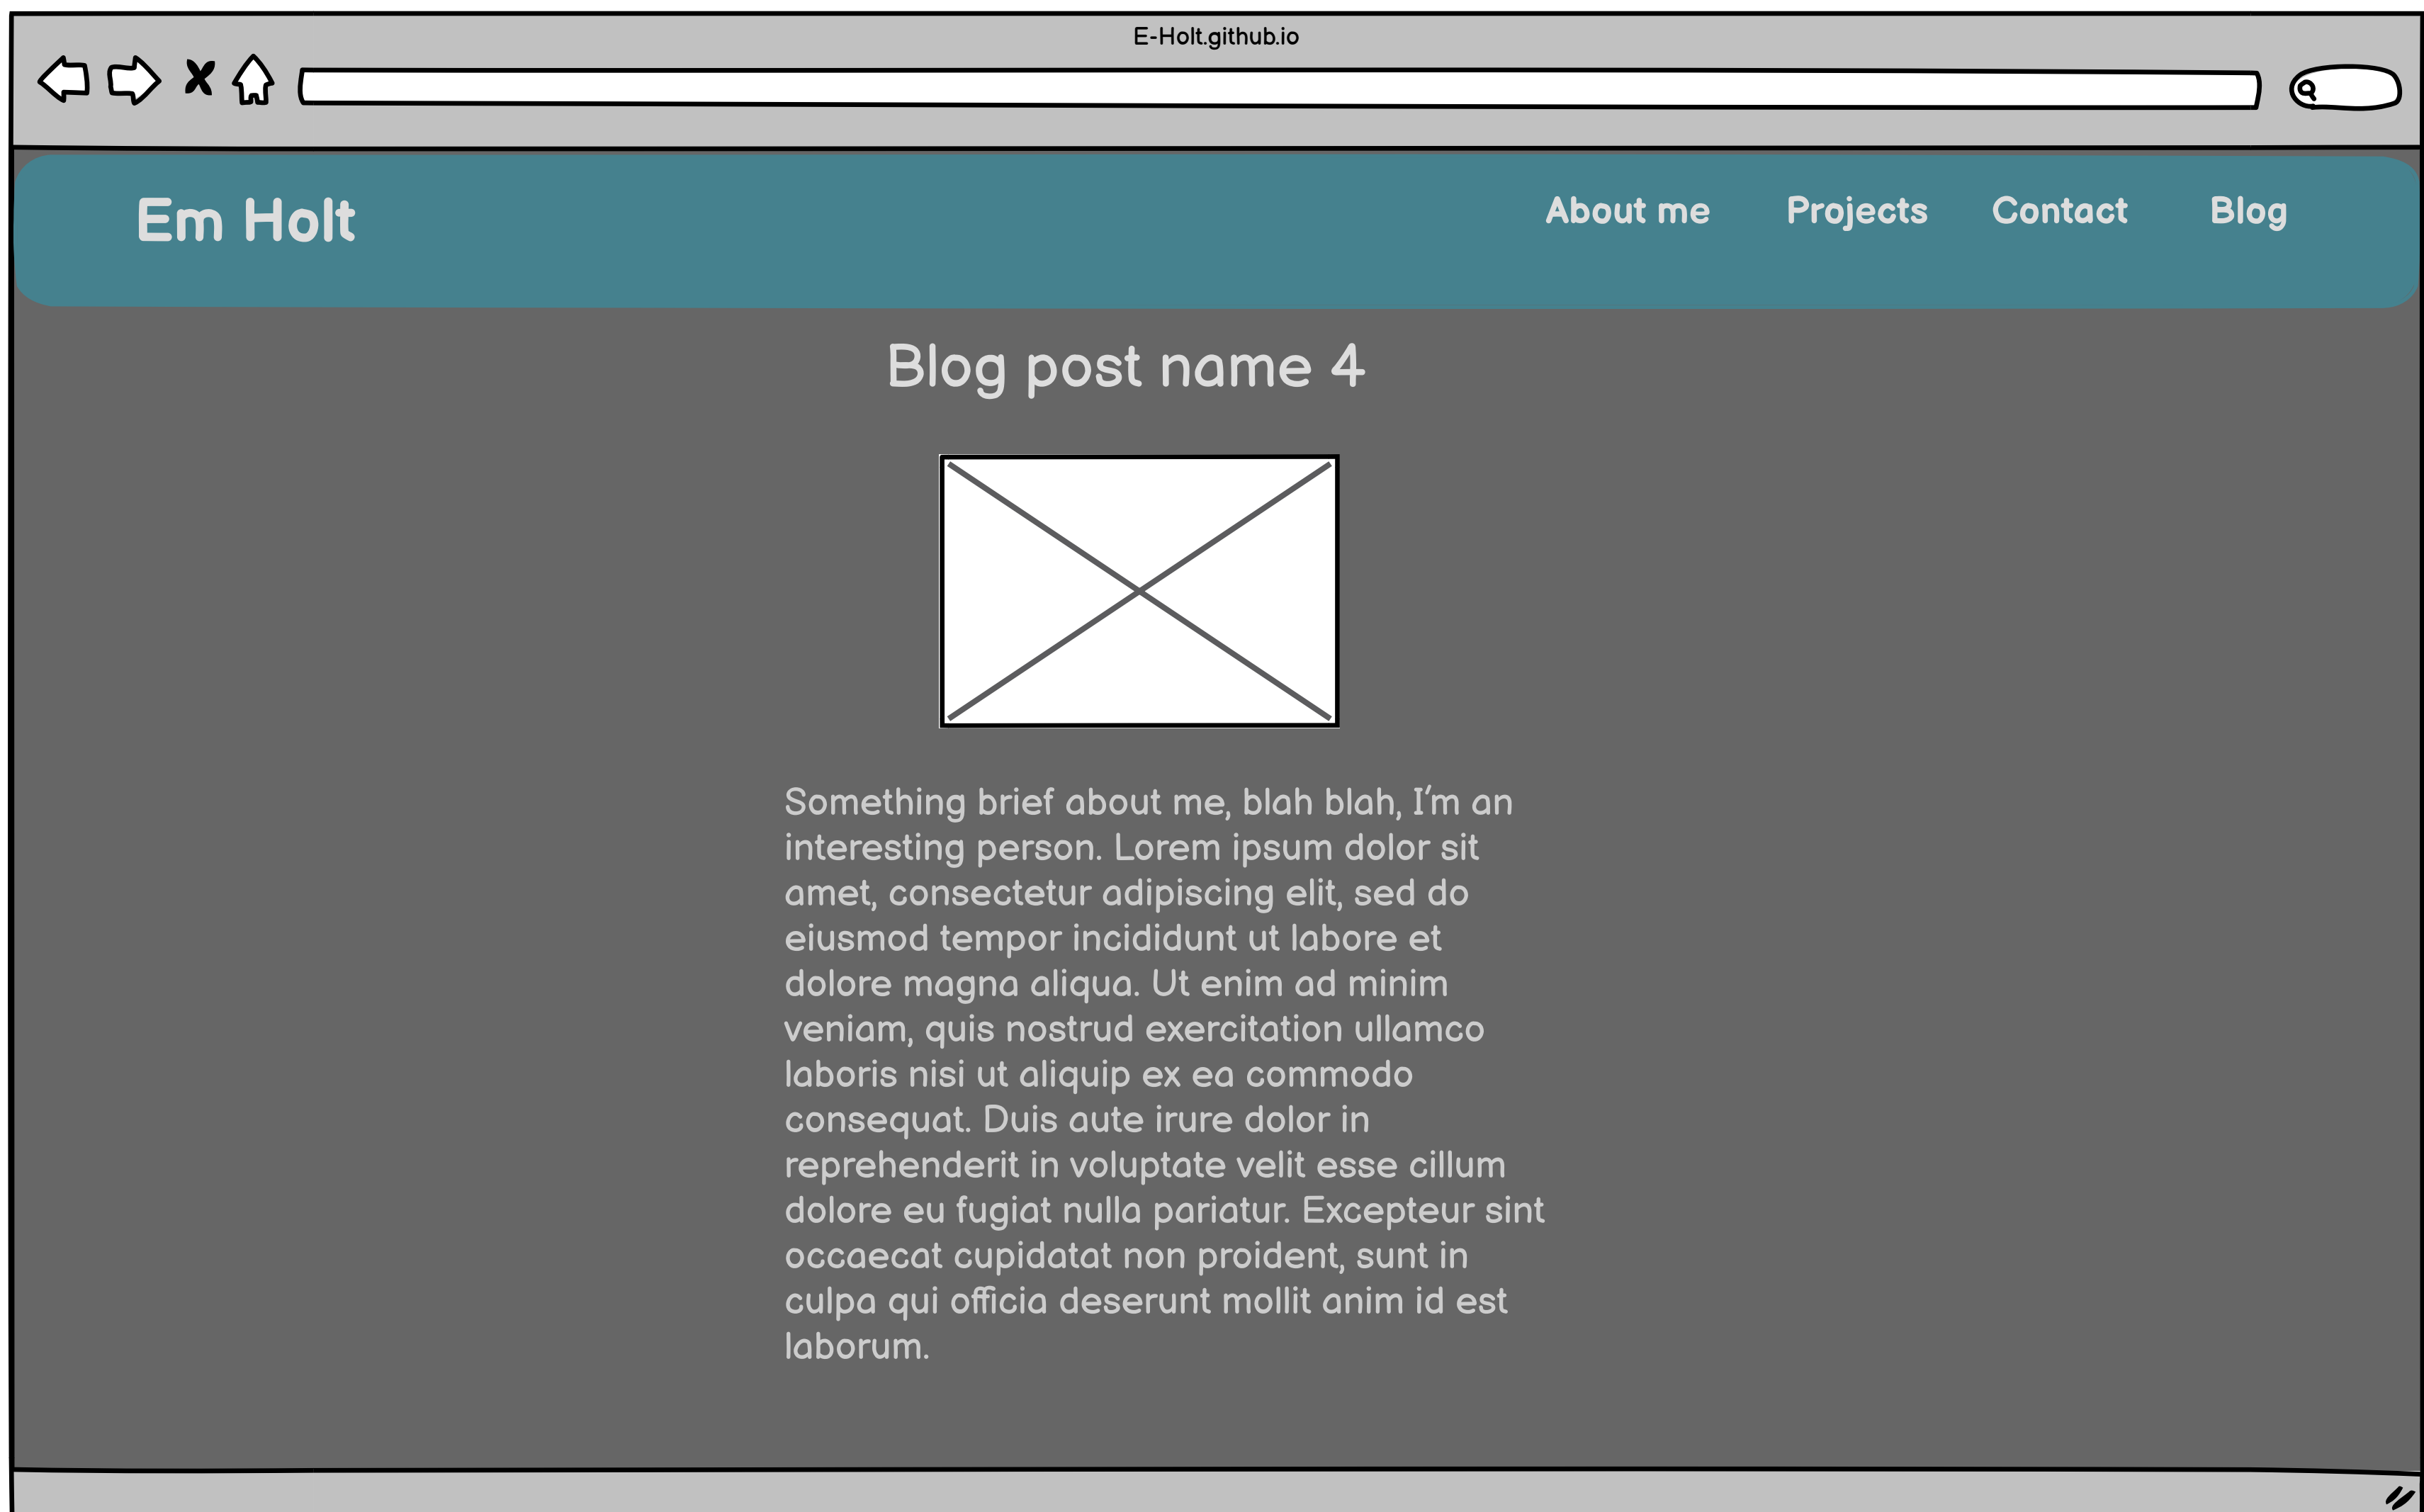 E-Holt.github.io
Em Holt
About me Projects Contact Blog
Blog post name 4
Something brief about me, blah blah, I'm an
interesting person. Lorem ipsum dolor sit
amet, consectetur adipiscing elit, sed do
eiusmod tempor incididunt ut labore et
dolore magna aliqua. Ut enim ad minim
veniam, quis nostrud exercitation ullamco
laboris nisi ut aliquip ex ea commodo
consequat. Duis aute irure dolor in
reprehenderit in voluptate velit esse cillum
dolore eu fugiat nulla pariatur. Excepteur sint
occaecat cupidatat non proident, sunt in
culpa qui officia deserunt mollit anim id est
laborum.